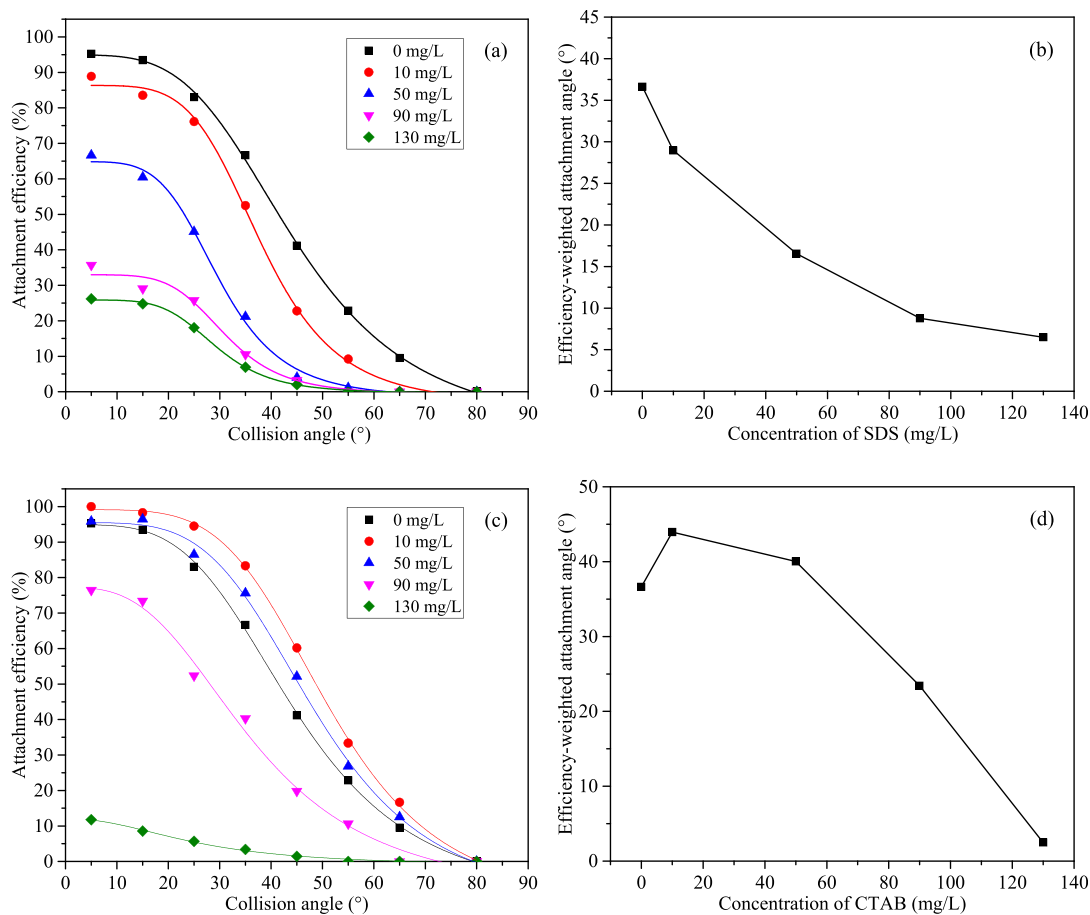 (a)
0 mg/L
10 mg/L
50 mg/L
90 mg/L
130 mg/L
Attachment efficiency (%)
100
90
80
70
60
50
40
30
20
10
0
0 10 20 30 40 50 60 70 80 90
Collision angle (°)
(b)
Efficiency-weighted attachment angle (°)
45
40
35
30
25
20
15
10
5
0
0 20 40 60 80 100 120 140
Concentration of SDS (mg/L)
(c)
0 mg/L
10 mg/L
50 mg/L
90 mg/L
130 mg/L
Attachment efficiency (%)
100
90
80
70
60
50
40
30
20
10
0
0 10 20 30 40 50 60 70 80 90
Collision angle (°)
(d)
Efficiency-weighted attachment angle (°)
50
40
30
20
10
0
0 20 40 60 80 100 120 140
Concentration of CTAB (mg/L)